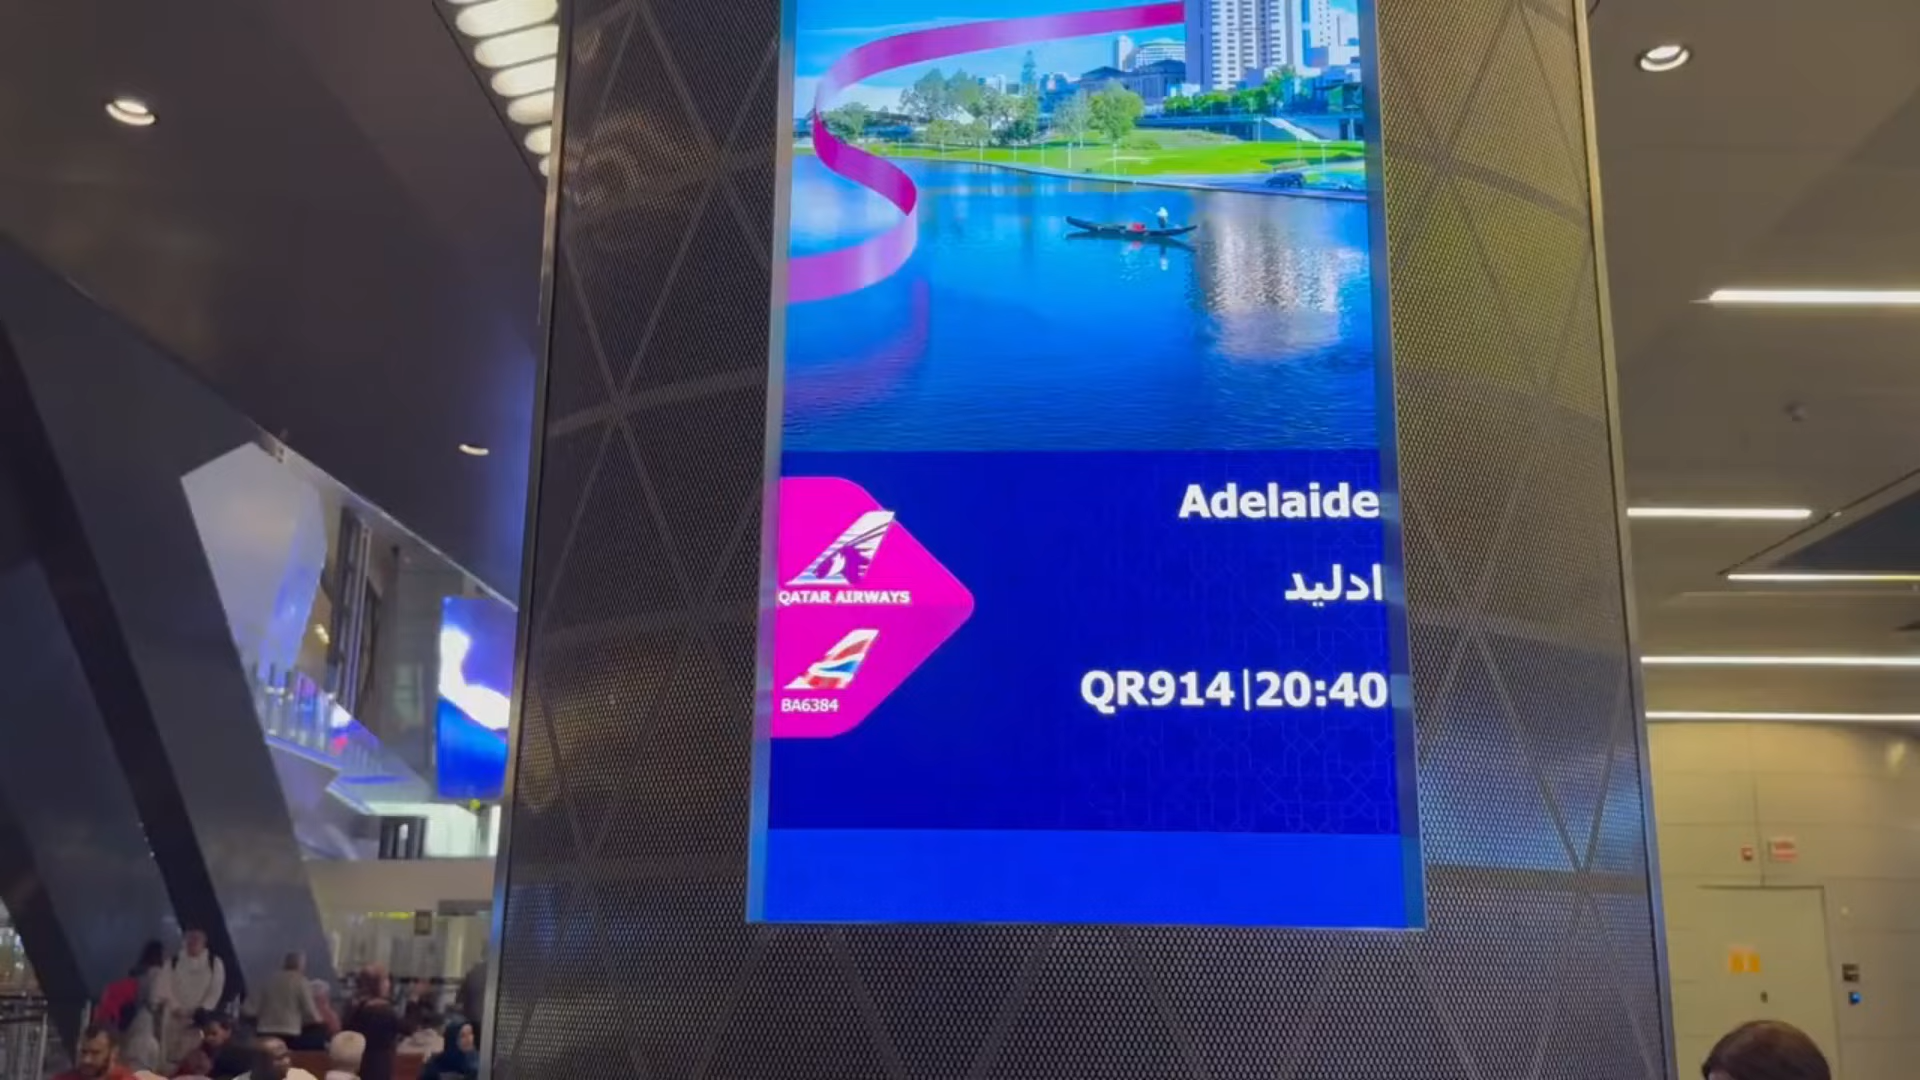 Adelaide
ادليد
QATAR AIRWAYS
BA6384
QR914|20:40